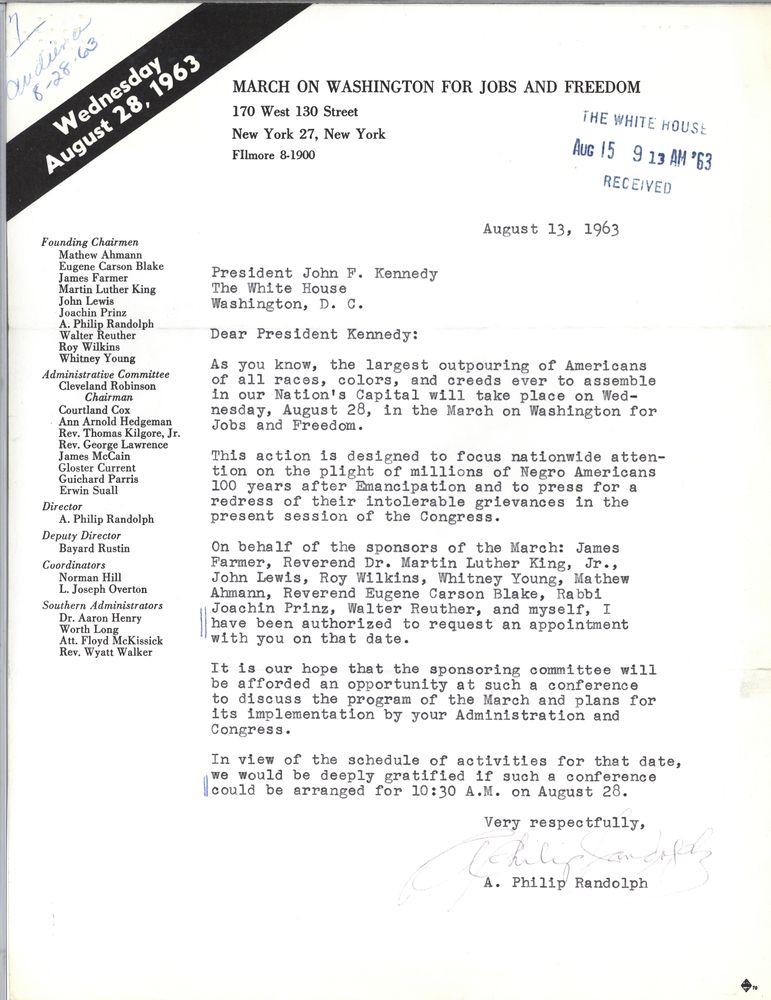 audience
8-28-63
Wednesday
August 28, 1963
MARCH ON WASHINGTON FOR JOBS AND FREEDOM
170 West 130 Street
New York 27, New York
FIlmore 8-1900
THE WHITE HOUSE
AUG 15 9 13 AM '63
RECEIVED
August 13, 1963
Founding Chairmen
Mathew Ahmann
Eugene Carson Blake
James Farmer
Martin Luther King
John Lewis
Joachin Prinz
A. Philip Randolph
Walter Reuther
Roy Wilkins
Whitney Young
Administrative Committee
Cleveland Robinson
Chairman
Courtland Cox
Ann Arnold Hedgeman
Rev. Thomas Kilgore, Jr.
Rev. George Lawrence
James McCain
Gloster Current
Guichard Parris
Erwin Suall
Director
A. Philip Randolph
Deputy Director
Bayard Rustin
Coordinators
Norman Hill
L. Joseph Overton
Southern Administrators
Dr. Aaron Henry
Worth Long
Att. Floyd McKissick
Rev. Wyatt Walker
President John F. Kennedy
The White House
Washington, D. C.
Dear President Kennedy:
As you know, the largest outpouring of Americans
of all races, colors, and creeds ever to assemble
in our Nation's Capital will take place on Wed-
nesday, August 28, in the March on Washington for
Jobs and Freedom.
This action is designed to focus nationwide atten-
tion on the plight of millions of Negro Americans
100 years after Emancipation and to press for a
redress of their intolerable grievances in the
present session of the Congress.
On behalf of the sponsors of the March: James
Farmer, Reverend Dr. Martin Luther King, Jr.,
John Lewis, Roy Wilkins, Whitney Young, Mathew
Ahmann, Reverend Eugene Carson Blake, Rabbi
Joachin Prinz, Walter Reuther, and myself, I
have been authorized to request an appointment
with you on that date.
It is our hope that the sponsoring committee will
be afforded an opportunity at such a conference
to discuss the program of the March and plans for
its implementation by your Administration and
Congress.
In view of the schedule of activities for that date,
we would be deeply gratified if such a conference
could be arranged for 10:30 A.M. on August 28.
Very respectfully,
A Philip Randolph
A. Philip Randolph